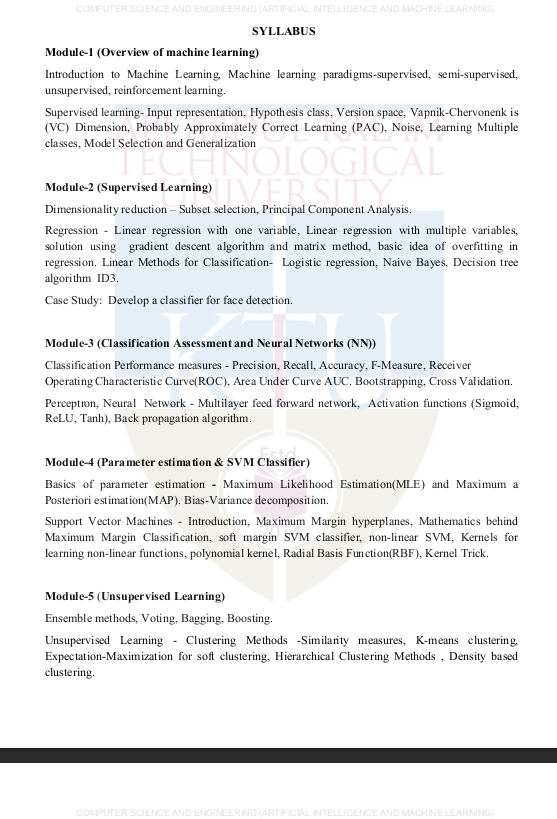 COMPUTER SCIENCE AND ENGINEERING (ARTIFICIAL INTELLIGENCE AND MACHINE LEARNING)
SYLLABUS
Module-1 (Overview of machine learning)
Introduction to Machine Learning, Machine learning paradigms-supervised, semi-supervised,
unsupervised, reinforcement learning.
Supervised learning- Input representation, Hypothesis class, Version space, Vapnik-Chervonenk is
(VC) Dimension, Probably Approximately Correct Learning (PAC), Noise, Learning Multiple
classes, Model Selection and Generalization
TECHNOLOGICAL
UNIVERSITY
Module-2 (Supervised Learning)
Dimensionality reduction – Subset selection, Principal Component Analysis.
Regression - Linear regression with one variable, Linear regression with multiple variables,
solution using gradient descent algorithm and matrix method, basic idea of overfitting in
regression. Linear Methods for Classification- Logistic regression, Naive Bayes, Decision tree
algorithm ID3.
Case Study: Develop a classifier for face detection.
KTU
Module-3 (Classification Assessment and Neural Networks (NN))
Classification Performance measures - Precision, Recall, Accuracy, F-Measure, Receiver
Operating Characteristic Curve(ROC), Area Under Curve AUC. Bootstrapping, Cross Validation.
Perceptron, Neural Network - Multilayer feed forward network, Activation functions (Sigmoid,
ReLU, Tanh), Back propagation algorithm.
Estd.
Module-4 (Parameter estimation & SVM Classifier)
Basics of parameter estimation - Maximum Likelihood Estimation(MLE) and Maximum a
Posteriori estimation(MAP). Bias-Variance decomposition.
Support Vector Machines - Introduction, Maximum Margin hyperplanes, Mathematics behind
Maximum Margin Classification, soft margin SVM classifier, non-linear SVM, Kernels for
learning non-linear functions, polynomial kernel, Radial Basis Function(RBF), Kernel Trick.
Module-5 (Unsupervised Learning)
Ensemble methods, Voting, Bagging, Boosting.
Unsupervised Learning - Clustering Methods -Similarity measures, K-means clustering,
Expectation-Maximization for soft clustering, Hierarchical Clustering Methods , Density based
clustering.
COMPUTER SCIENCE AND ENGINEERING (ARTIFICIAL INTELLIGENCE AND MACHINE LEARNING)